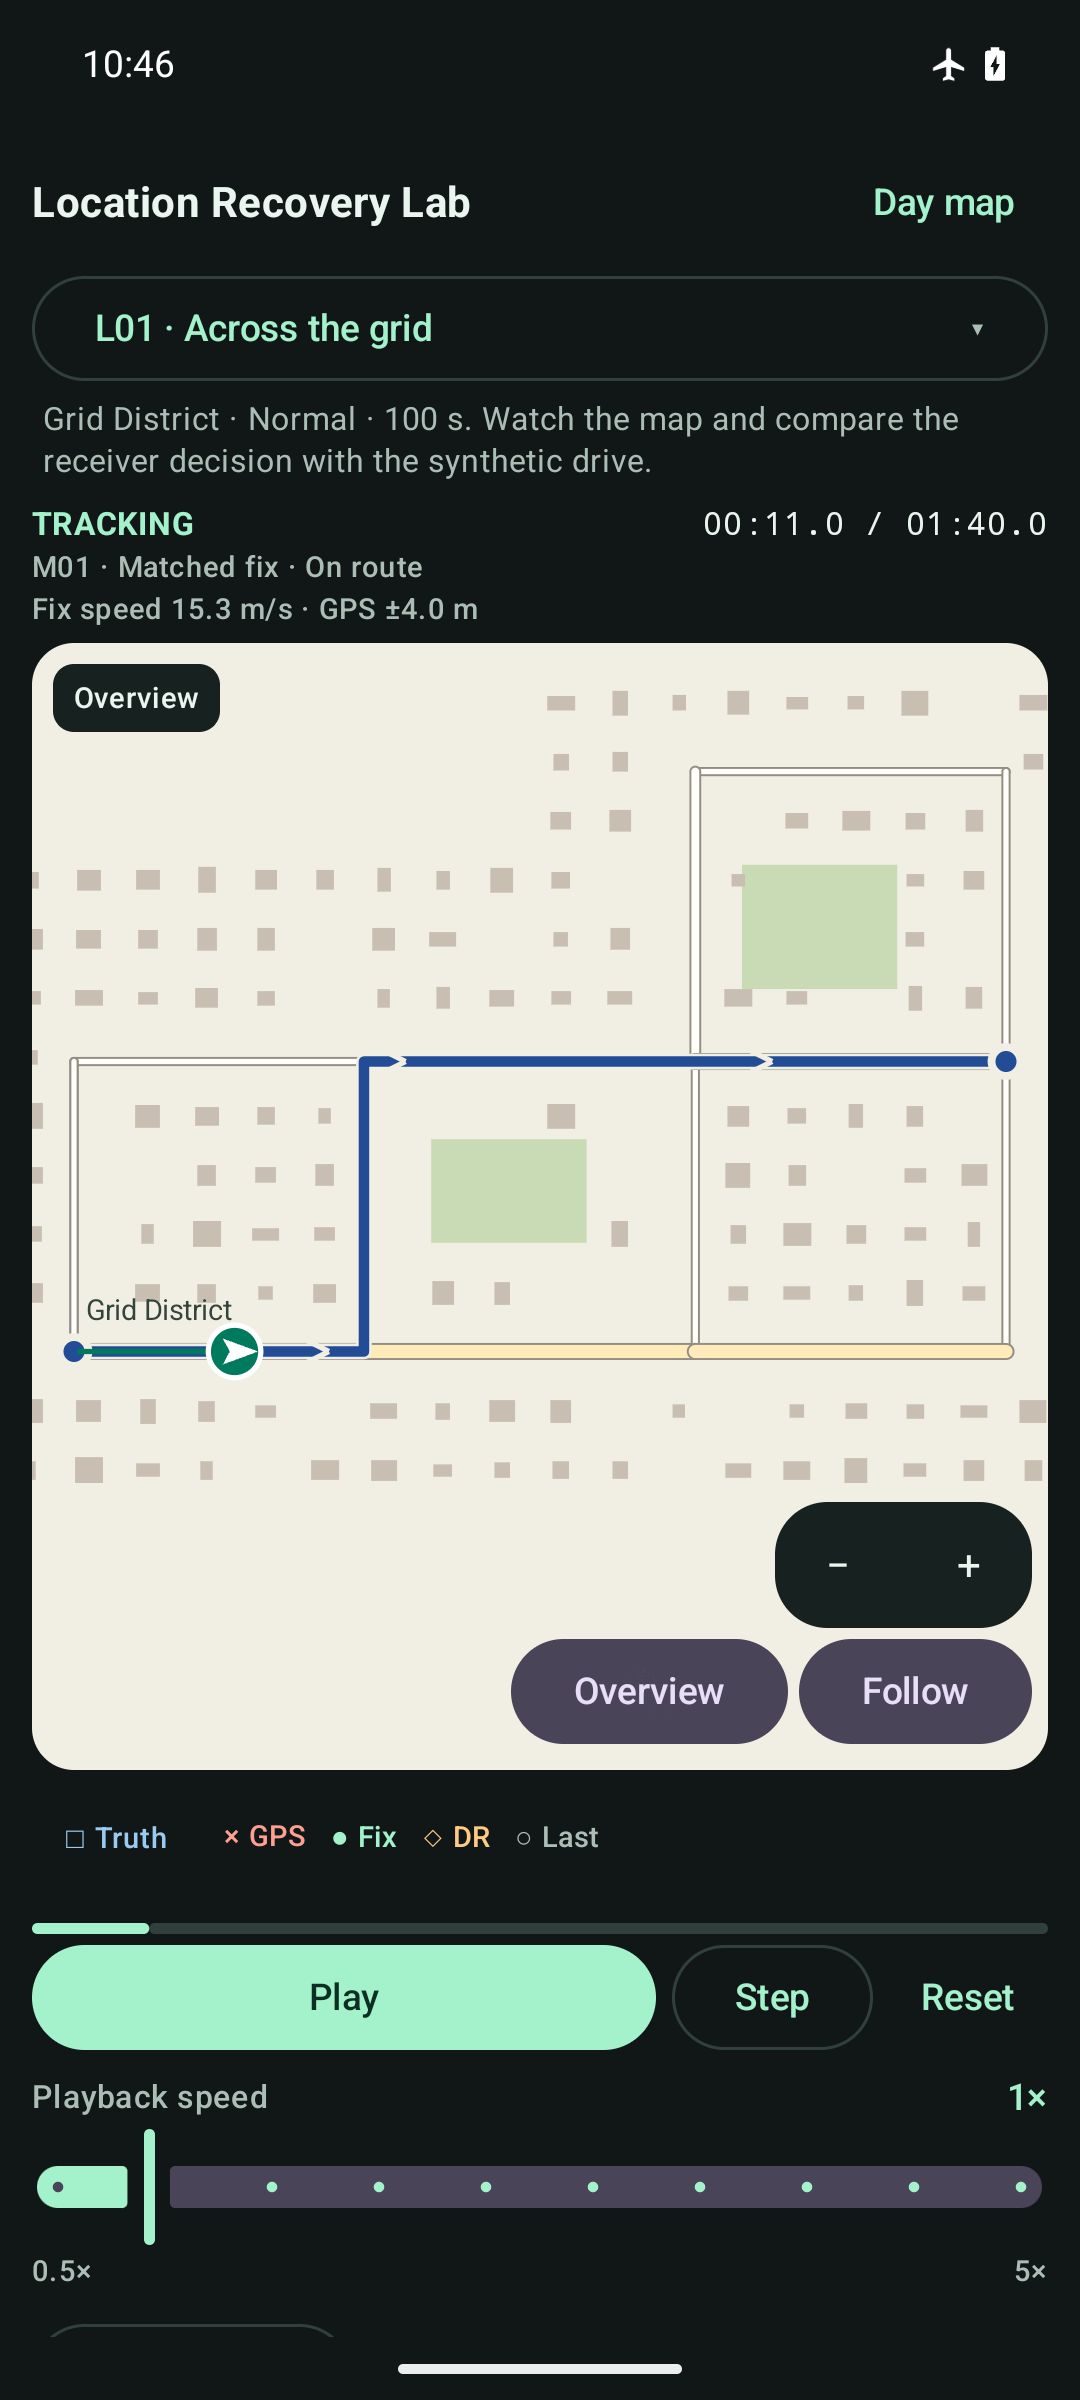 10:46
Location Recovery Lab
Day map
L01 · Across the grid
Grid District · Normal · 100 s. Watch the map and compare the
receiver decision with the synthetic drive.
TRACKING
00:11.0 / 01:40.0
M01 · Matched fix · On route
Fix speed 15.3 m/s · GPS ±4.0 m
Overview
Grid District
− +
Overview Follow
□ Truth × GPS ● Fix ◇ DR ○ Last
Play Step Reset
Playback speed 1×
0.5× 5×